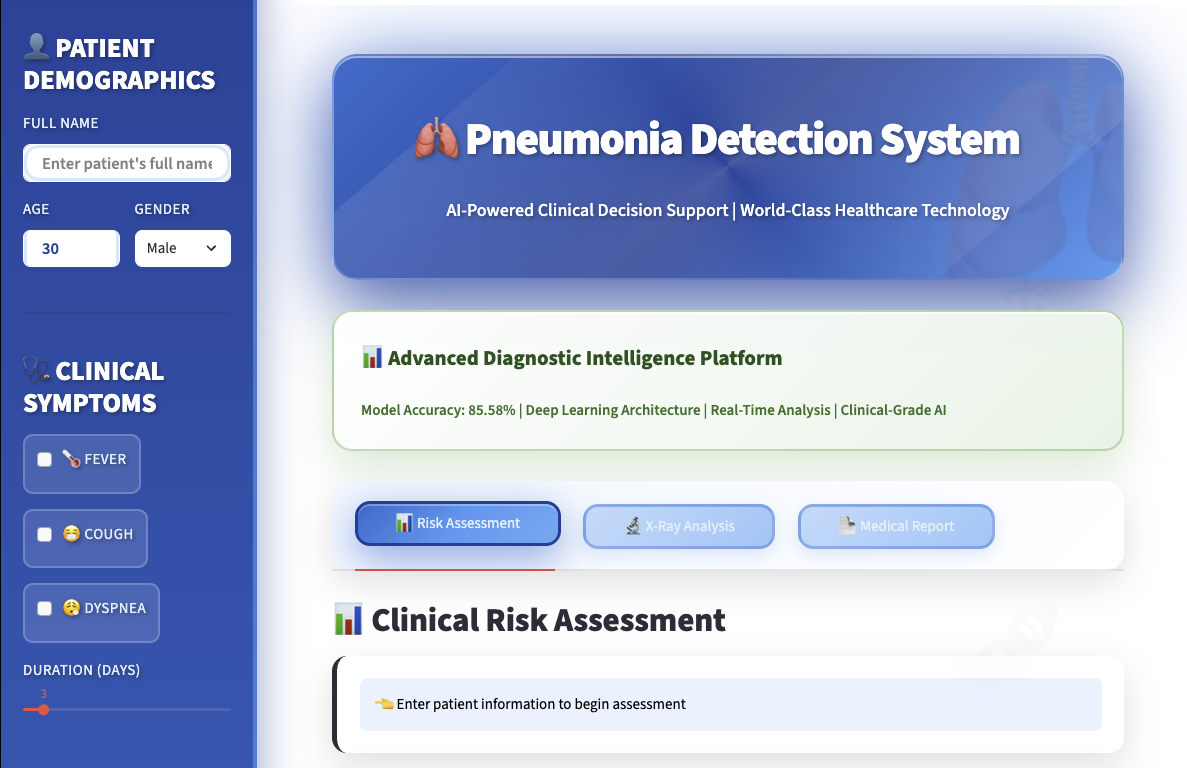 👤 PATIENT
DEMOGRAPHICS
FULL NAME
Enter patient's full name
AGE
GENDER
30
Male
🩺 CLINICAL
SYMPTOMS
🌡️ FEVER
😷 COUGH
😮‍💨 DYSPNEA
DURATION (DAYS)
3
🫁 Pneumonia Detection System
AI-Powered Clinical Decision Support | World-Class Healthcare Technology
📊 Advanced Diagnostic Intelligence Platform
Model Accuracy: 85.58% | Deep Learning Architecture | Real-Time Analysis | Clinical-Grade AI
📊 Risk Assessment
🔬 X-Ray Analysis
📄 Medical Report
📊 Clinical Risk Assessment
👈 Enter patient information to begin assessment